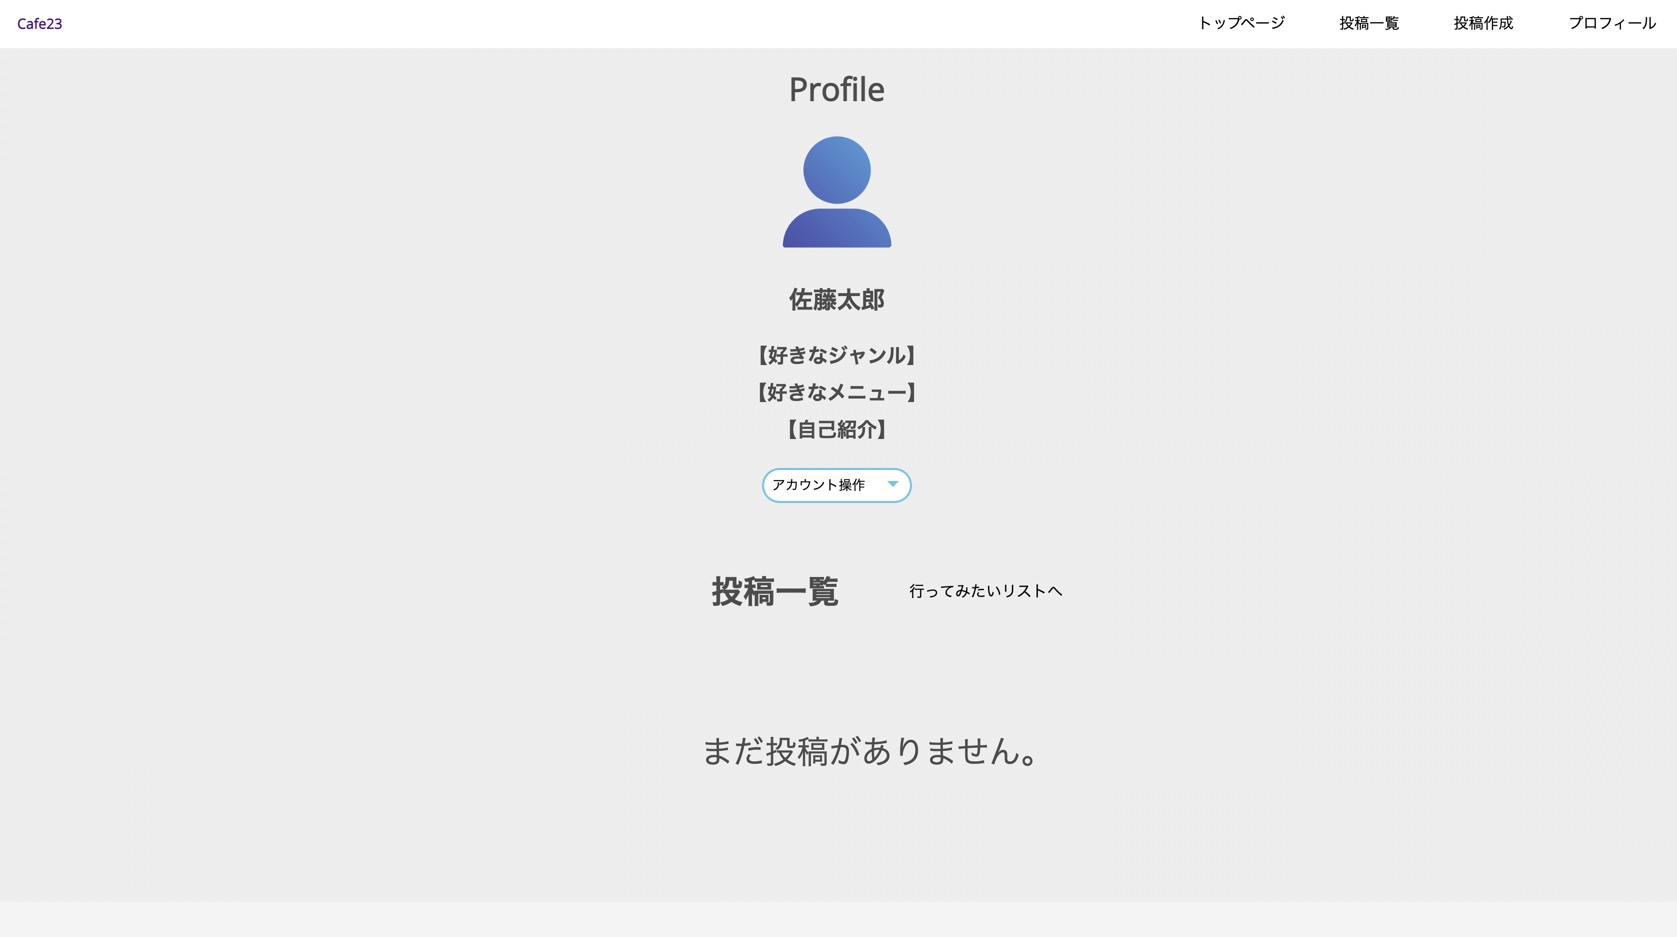 Cafe23
トップページ 投稿一覧 投稿作成 プロフィール
Profile
佐藤太郎
【好きなジャンル】
【好きなメニュー】
【自己紹介】
アカウント操作
投稿一覧 行ってみたいリストへ
まだ投稿がありません。